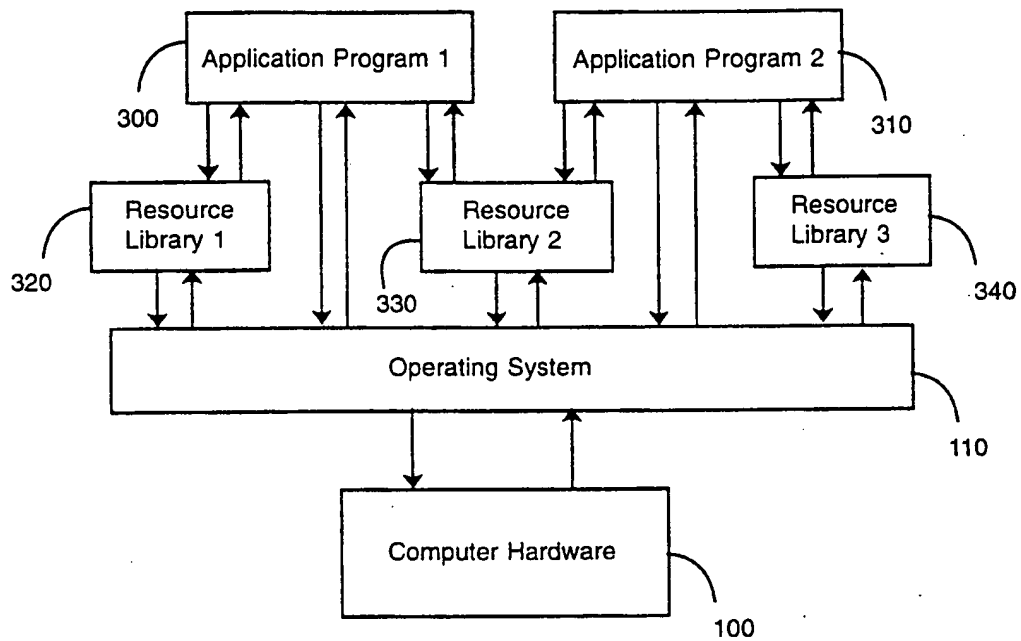 Application Program 1
Application Program 2
300
310
Resource
Library 1
Resource
Library 2
Resource
Library 3
320
330
340
Operating System
110
Computer Hardware
100